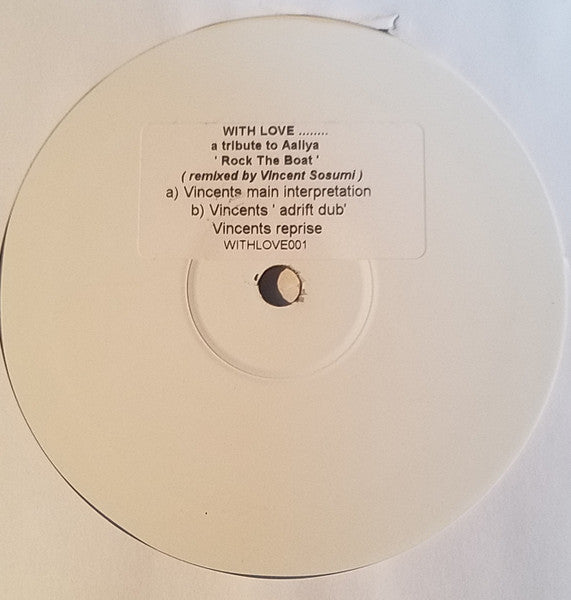 WITH LOVE ........
a tribute to Aaliya
' Rock The Boat '
( remixed by Vincent Sosumi )
a) Vincents main interpretation
b) Vincents ' adrift dub'
Vincents reprise
WITHLOVE001